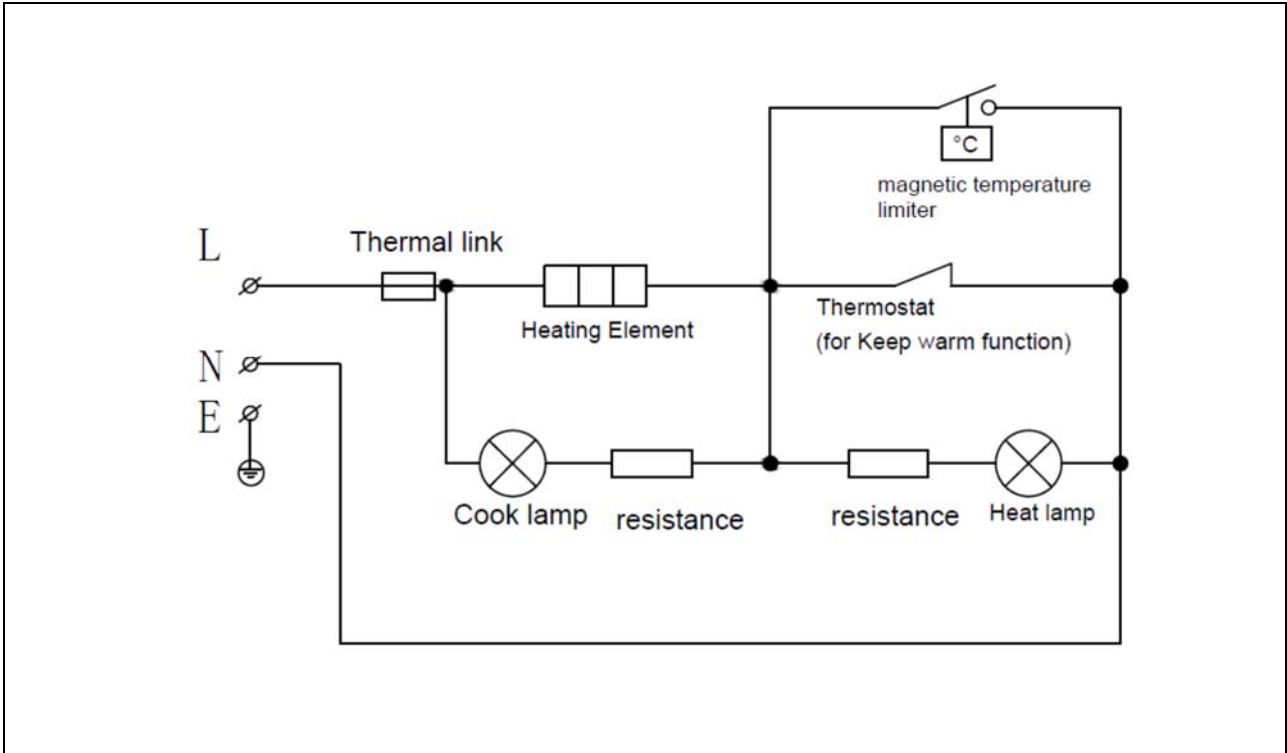 °C
magnetic temperature
limiter
L
Thermal link
Heating Element
Thermostat
(for Keep warm function)
N
E
Cook lamp
resistance
resistance
Heat lamp